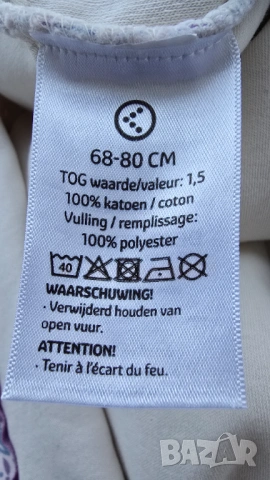 68-80 CM
TOG waarde/valeur: 1,5
100% katoen / coton
Vulling / remplissage:
100% polyester
40
WAARSCHUWING!
· Verwijderd houden van
open vuur.
ATTENTION!
· Tenir à l'écart du feu.
BAZAR